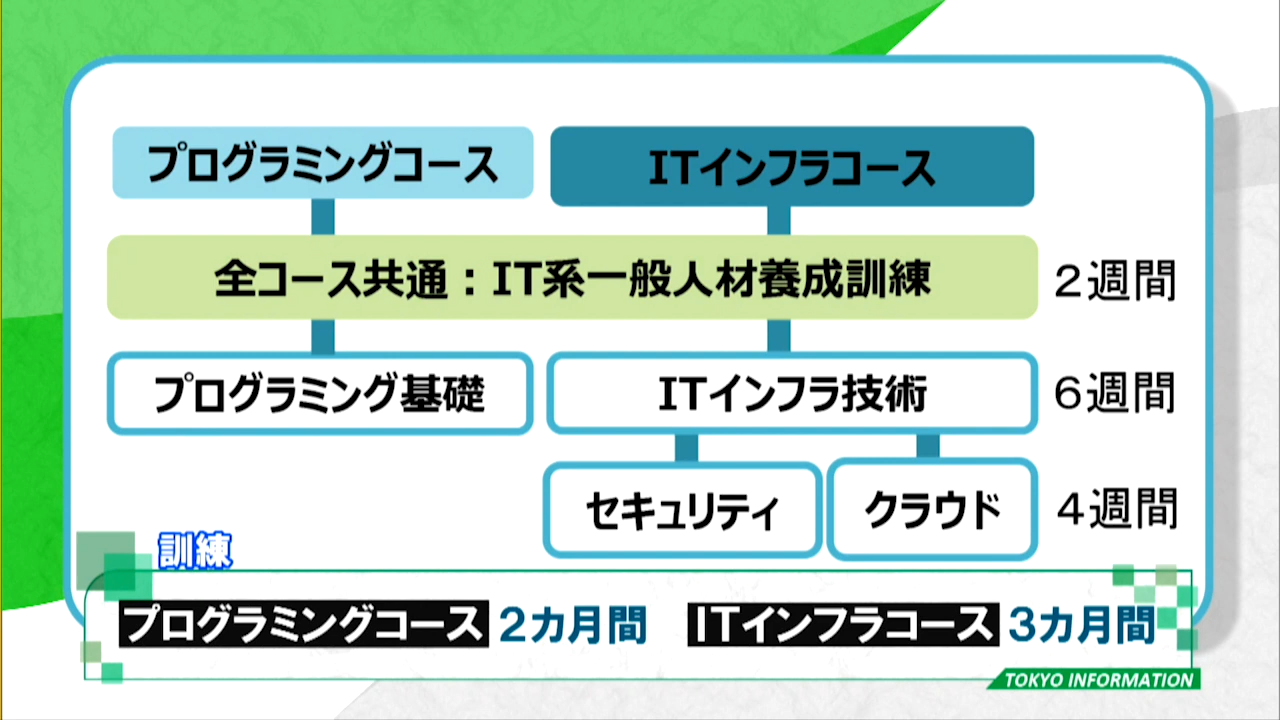 プログラミングコース
ITインフラコース
全コース共通：IT系一般人材養成訓練
２週間
プログラミング基礎
ITインフラ技術
６週間
セキュリティ
クラウド
４週間
訓練
プログラミングコース ２カ月間 ITインフラコース ３カ月間
TOKYO INFORMATION